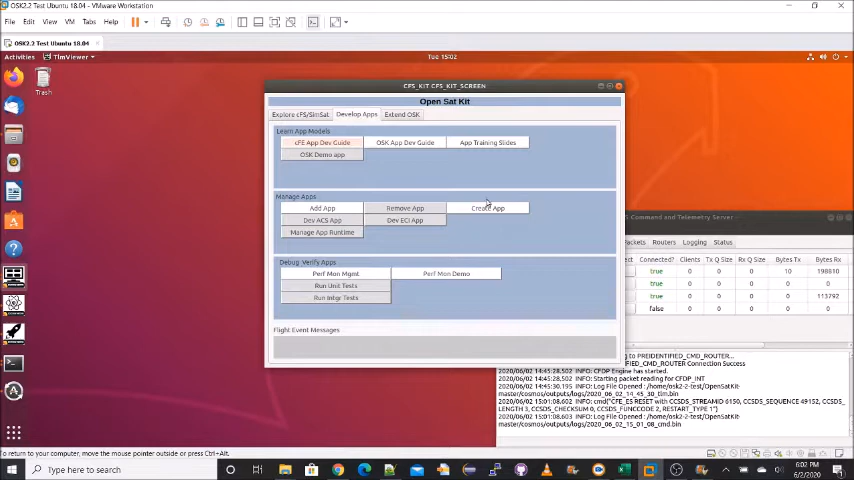 OSK2.2 Test Ubuntu 18.04 - VMware Workstation
File Edit View VM Tabs Help
OSK2.2 Test Ubuntu 18.04
Activities TlmViewer Tue 15:02
Trash
CFS_KIT CFS_KIT_SCREEN
Open Sat Kit
Explore cFS/SimSat Develop Apps Extend OSK
Learn App Models
cFE App Dev Guide OSK App Dev Guide App Training Slides
OSK Demo app
Manage Apps
Add App Remove App Create App
Dev ACS App Dev ECI App
Manage App Runtime
Debug Verify Apps
Perf Mon Mgmt Perf Mon Demo
Run Unit Tests
Run Intgr Tests
Flight Event Messages
S Command and Telemetry Server
Packets Routers Logging Status
ect Connected? Clients Tx Q Size Rx Q Size Bytes Tx Bytes Rx
true 0 0 0 10 198810
true 0 0 0 0 0
true 0 0 0 0 113792
false 0 0 0 0 0
ng to PREIDENTIFIED_CMD_ROUTER...
NFIED_CMD_ROUTER Connection Success
2020/06/02 14:45:28.502 INFO: CFDP Engine has started.
2020/06/02 14:45:28.502 INFO: Starting packet reading for CFDP_INT
2020/06/02 14:45:30.195 INFO: Log File Opened : /home/osk2-2-test/OpenSatKit-
master/cosmos/outputs/logs/2020_06_02_14_45_30_tlm.bin
2020/06/02 15:01:08.602 INFO: cmd("CFE_ES RESET with CCSDS_STREAMID 6150, CCSDS_SEQUENCE 49152, CCSDS_
LENGTH 3, CCSDS_CHECKSUM 0, CCSDS_FUNCCODE 2, RESTART_TYPE 1")
2020/06/02 15:01:08.603 INFO: Log File Opened : /home/osk2-2-test/OpenSatKit-
master/cosmos/outputs/logs/2020_06_02_15_01_08_cmd.bin
To return to your computer, move the mouse pointer outside or press Ctrl+Alt.
Type here to search
6:02 PM
6/2/2020